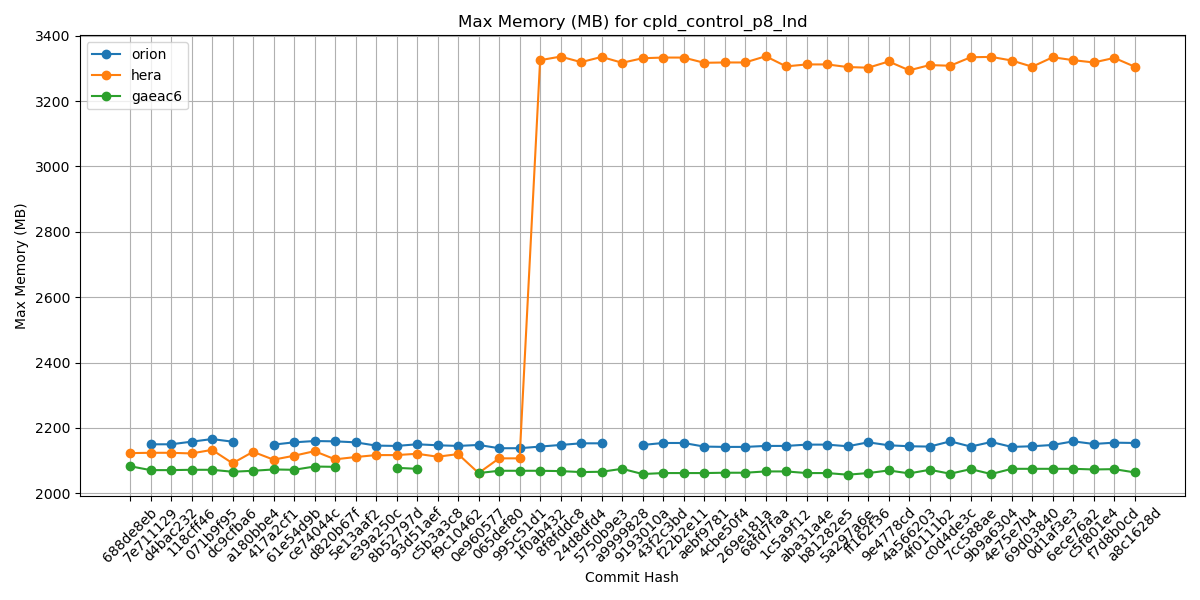 Max Memory (MB) for cpld_control_p8_lnd
orion
hera
gaeac6
Max Memory (MB)
3400
3200
3000
2800
2600
2400
2200
2000
688de8eb
7e711129
d4bac232
118cff46
071b9f95
dc9cfba6
a180bbe4
417a2cf1
61e54d9b
ce74044c
d820b67f
5e13aaf2
e39a250c
8b52797d
93d51aef
c5b3a3c8
f9c10462
0e960577
065def80
995c51d1
1f0ab432
8f8fddc8
24d8dfd4
5750b9e3
a9999828
9193010a
43f2c3bd
f22b2e11
aebf9781
4cbe50f4
269e181a
68fd7faa
1c5a9f12
aba31a4e
b81282e5
5a297a6e
ff162f36
9e4778cd
4a566203
4f0111b2
c0d4de3c
7cc588ae
9b9a6304
4e75e7b4
69d03840
0d1af3e3
6ece76a2
c5f801e4
f7d8b0cd
a8c1628d
Commit Hash